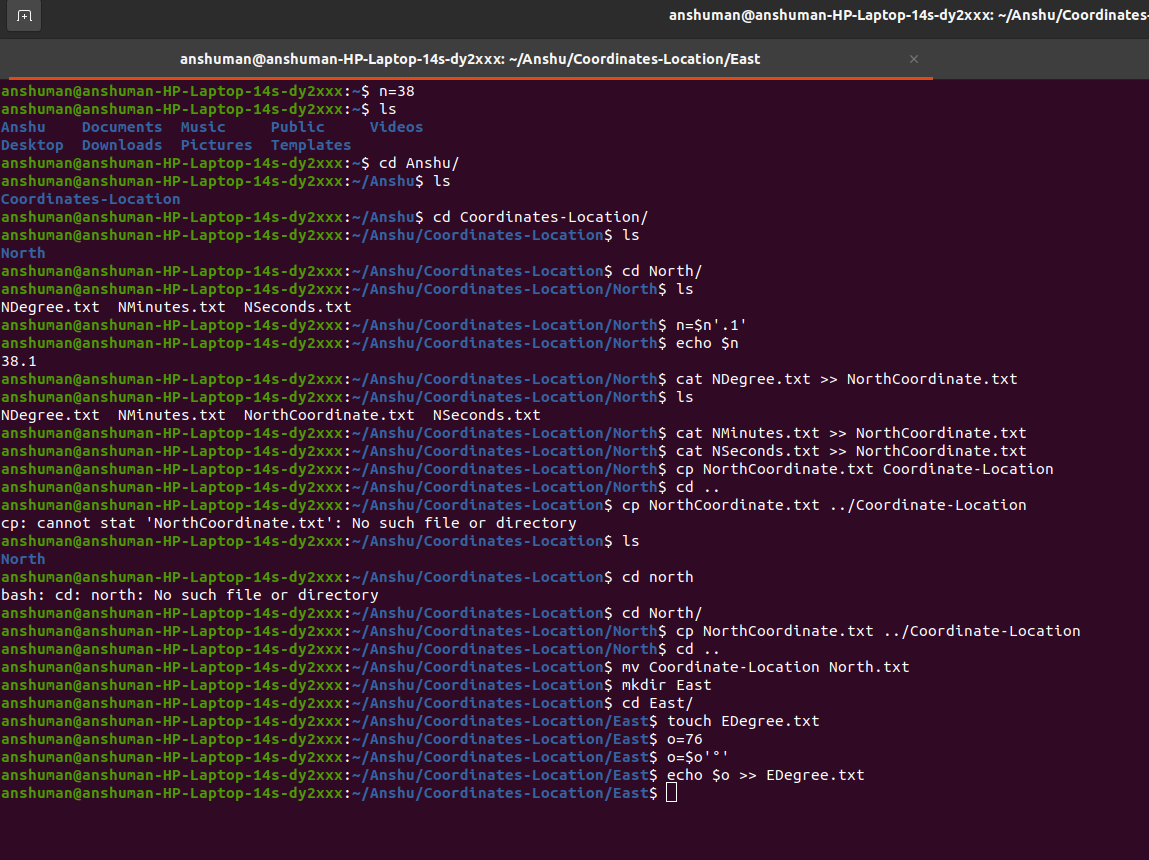 anshuman@anshuman-HP-Laptop-14s-dy2xxx: ~/Anshu/Coordinates-
anshuman@anshuman-HP-Laptop-14s-dy2xxx: ~/Anshu/Coordinates-Location/East ×
anshuman@anshuman-HP-Laptop-14s-dy2xxx:~$ n=38
anshuman@anshuman-HP-Laptop-14s-dy2xxx:~$ ls
Anshu    Documents  Music     Public     Videos
Desktop  Downloads  Pictures  Templates
anshuman@anshuman-HP-Laptop-14s-dy2xxx:~$ cd Anshu/
anshuman@anshuman-HP-Laptop-14s-dy2xxx:~/Anshu$ ls
Coordinates-Location
anshuman@anshuman-HP-Laptop-14s-dy2xxx:~/Anshu$ cd Coordinates-Location/
anshuman@anshuman-HP-Laptop-14s-dy2xxx:~/Anshu/Coordinates-Location$ ls
North
anshuman@anshuman-HP-Laptop-14s-dy2xxx:~/Anshu/Coordinates-Location$ cd North/
anshuman@anshuman-HP-Laptop-14s-dy2xxx:~/Anshu/Coordinates-Location/North$ ls
NDegree.txt  NMinutes.txt  NSeconds.txt
anshuman@anshuman-HP-Laptop-14s-dy2xxx:~/Anshu/Coordinates-Location/North$ n=$n'.1'
anshuman@anshuman-HP-Laptop-14s-dy2xxx:~/Anshu/Coordinates-Location/North$ echo $n
38.1
anshuman@anshuman-HP-Laptop-14s-dy2xxx:~/Anshu/Coordinates-Location/North$ cat NDegree.txt >> NorthCoordinate.txt
anshuman@anshuman-HP-Laptop-14s-dy2xxx:~/Anshu/Coordinates-Location/North$ ls
NDegree.txt  NMinutes.txt  NorthCoordinate.txt  NSeconds.txt
anshuman@anshuman-HP-Laptop-14s-dy2xxx:~/Anshu/Coordinates-Location/North$ cat NMinutes.txt >> NorthCoordinate.txt
anshuman@anshuman-HP-Laptop-14s-dy2xxx:~/Anshu/Coordinates-Location/North$ cat NSeconds.txt >> NorthCoordinate.txt
anshuman@anshuman-HP-Laptop-14s-dy2xxx:~/Anshu/Coordinates-Location/North$ cp NorthCoordinate.txt Coordinate-Location
anshuman@anshuman-HP-Laptop-14s-dy2xxx:~/Anshu/Coordinates-Location/North$ cd ..
anshuman@anshuman-HP-Laptop-14s-dy2xxx:~/Anshu/Coordinates-Location$ cp NorthCoordinate.txt ../Coordinate-Location
cp: cannot stat 'NorthCoordinate.txt': No such file or directory
anshuman@anshuman-HP-Laptop-14s-dy2xxx:~/Anshu/Coordinates-Location$ ls
North
anshuman@anshuman-HP-Laptop-14s-dy2xxx:~/Anshu/Coordinates-Location$ cd north
bash: cd: north: No such file or directory
anshuman@anshuman-HP-Laptop-14s-dy2xxx:~/Anshu/Coordinates-Location$ cd North/
anshuman@anshuman-HP-Laptop-14s-dy2xxx:~/Anshu/Coordinates-Location/North$ cp NorthCoordinate.txt ../Coordinate-Location
anshuman@anshuman-HP-Laptop-14s-dy2xxx:~/Anshu/Coordinates-Location/North$ cd ..
anshuman@anshuman-HP-Laptop-14s-dy2xxx:~/Anshu/Coordinates-Location$ mv Coordinate-Location North.txt
anshuman@anshuman-HP-Laptop-14s-dy2xxx:~/Anshu/Coordinates-Location$ mkdir East
anshuman@anshuman-HP-Laptop-14s-dy2xxx:~/Anshu/Coordinates-Location$ cd East/
anshuman@anshuman-HP-Laptop-14s-dy2xxx:~/Anshu/Coordinates-Location/East$ touch EDegree.txt
anshuman@anshuman-HP-Laptop-14s-dy2xxx:~/Anshu/Coordinates-Location/East$ o=76
anshuman@anshuman-HP-Laptop-14s-dy2xxx:~/Anshu/Coordinates-Location/East$ o=$o'°'
anshuman@anshuman-HP-Laptop-14s-dy2xxx:~/Anshu/Coordinates-Location/East$ echo $o >> EDegree.txt
anshuman@anshuman-HP-Laptop-14s-dy2xxx:~/Anshu/Coordinates-Location/East$